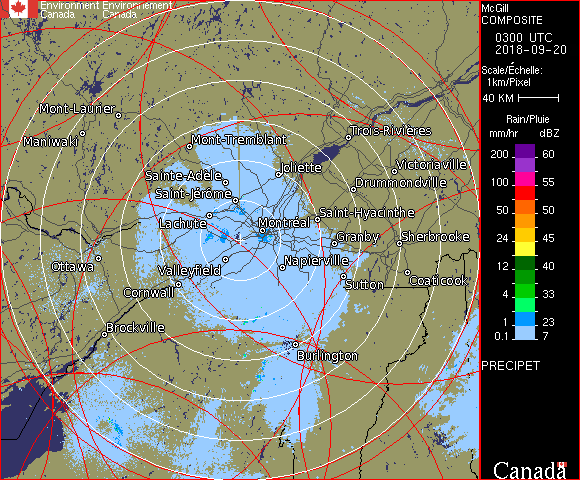 Environment Environnement
Canada Canada
McGill
COMPOSITE
0300 UTC
2018-09-20
Scale/Échelle:
1km/Pixel
40 KM
Rain/Pluie
mm/hr dBZ
200 60
100 55
50 50
24 45
12 40
4 33
1 23
0.1 7
PRECIPET
Canada
Mont-Laurier
Maniwaki
Mont-Tremblant
Trois-Rivières
Joliette
Victoriaville
Sainte-Adèle
Drummondville
Saint-Jérôme
Saint-Hyacinthe
Lachute
Montréal
Granby
Sherbrooke
Ottawa
Valleyfield
Napierville
Coaticook
Sutton
Cornwall
Brockville
Burlington